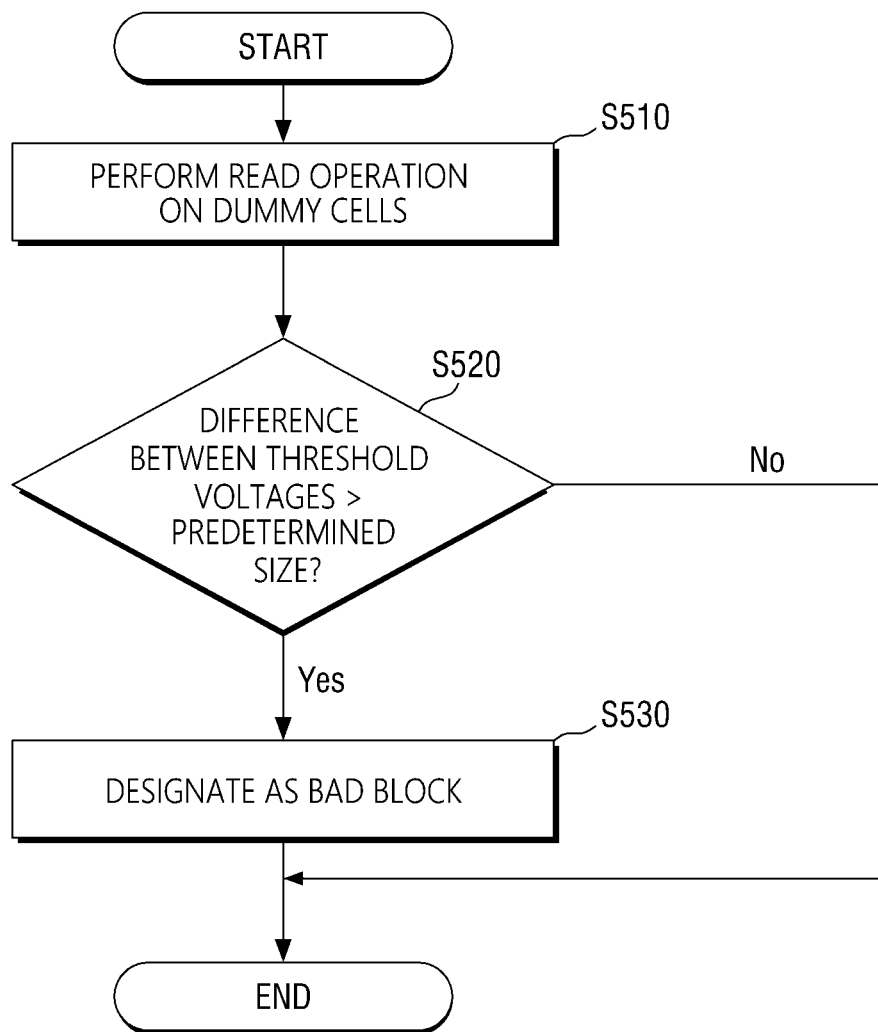 START
S510
PERFORM READ OPERATION
ON DUMMY CELLS
S520
DIFFERENCE
BETWEEN THRESHOLD
VOLTAGES >
PREDETERMINED
SIZE?
No
Yes
S530
DESIGNATE AS BAD BLOCK
END